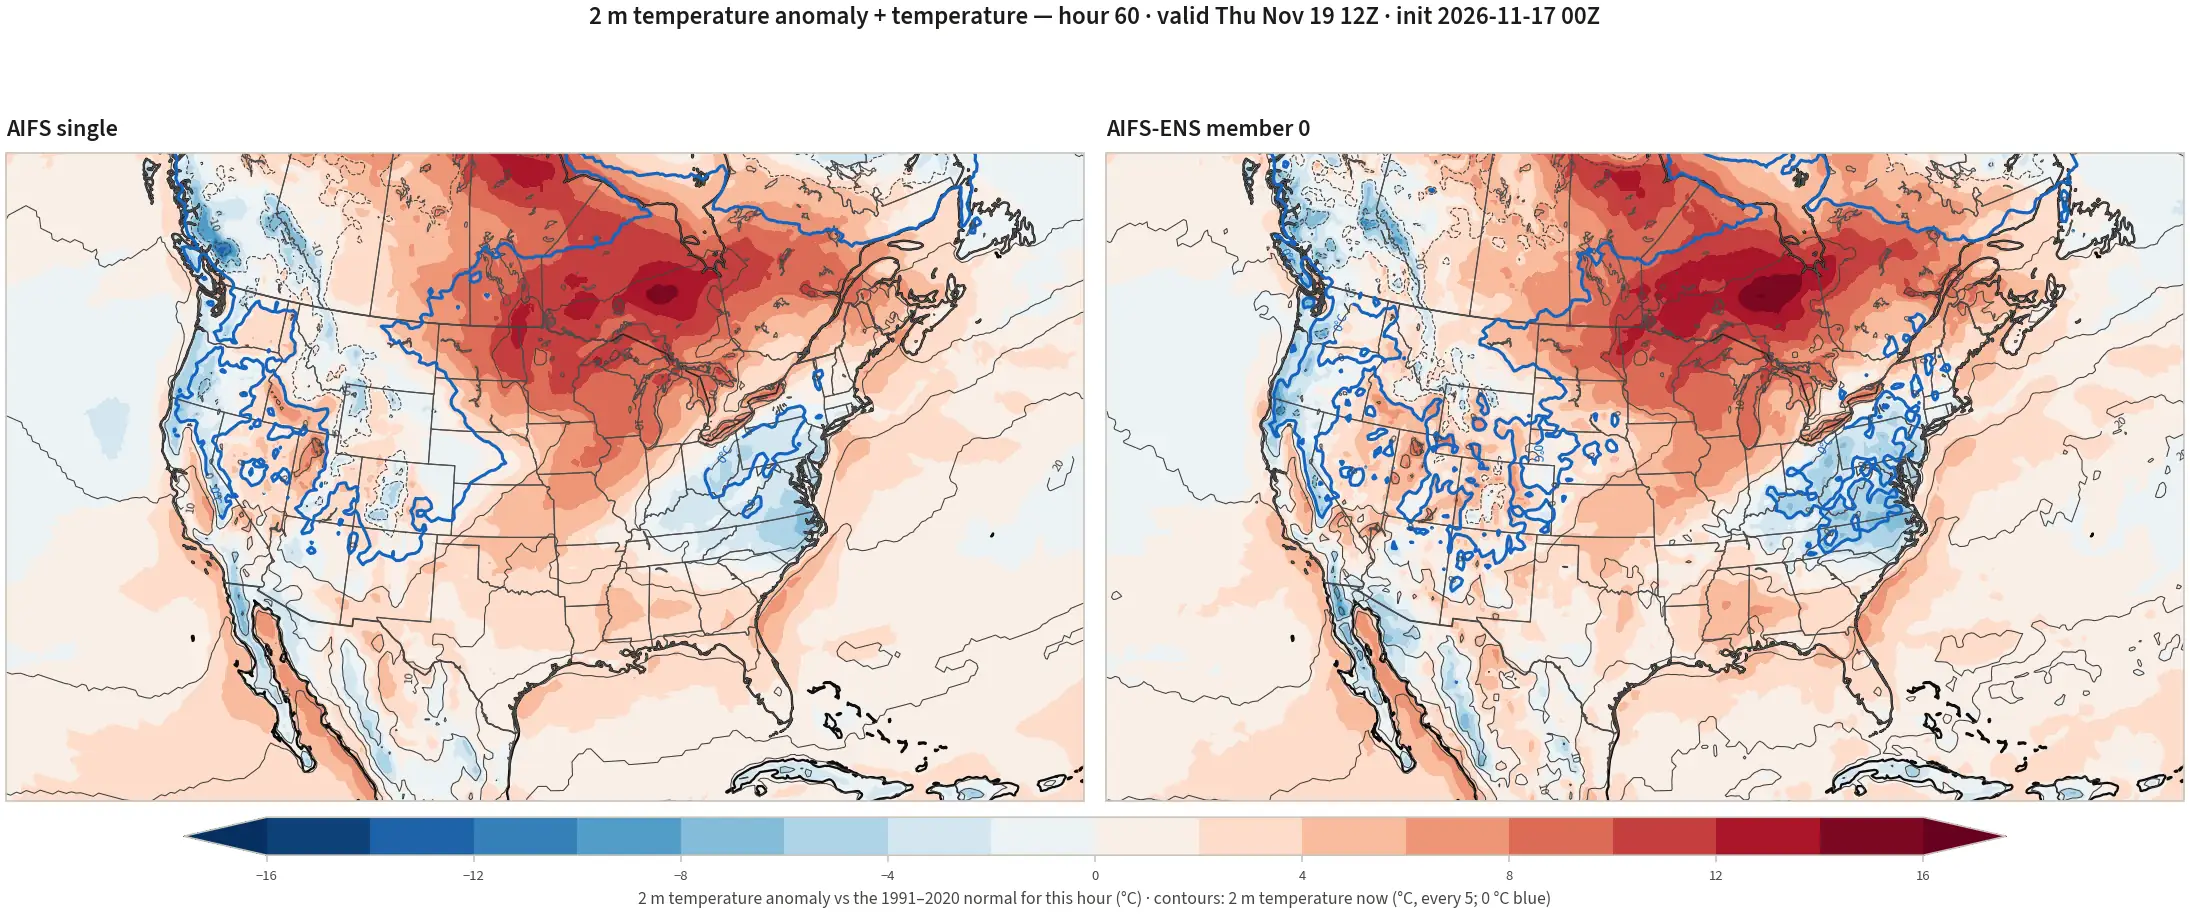 2 m temperature anomaly + temperature — hour 60 · valid Thu Nov 19 12Z · init 2026-11-17 00Z
AIFS single
AIFS-ENS member 0
−16 −12 −8 −4 0 4 8 12 16
2 m temperature anomaly vs the 1991–2020 normal for this hour (°C) · contours: 2 m temperature now (°C, every 5; 0 °C blue)